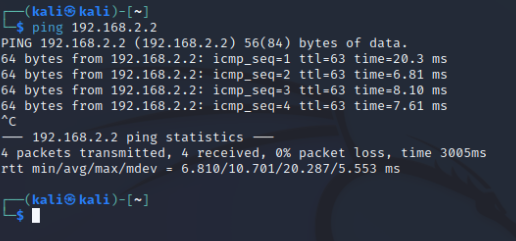 ┌──(kali㉿kali)-[~]
└─$ ping 192.168.2.2
PING 192.168.2.2 (192.168.2.2) 56(84) bytes of data.
64 bytes from 192.168.2.2: icmp_seq=1 ttl=63 time=20.3 ms
64 bytes from 192.168.2.2: icmp_seq=2 ttl=63 time=6.81 ms
64 bytes from 192.168.2.2: icmp_seq=3 ttl=63 time=8.10 ms
64 bytes from 192.168.2.2: icmp_seq=4 ttl=63 time=7.61 ms
^C
--- 192.168.2.2 ping statistics ---
4 packets transmitted, 4 received, 0% packet loss, time 3005ms
rtt min/avg/max/mdev = 6.810/10.701/20.287/5.553 ms
┌──(kali㉿kali)-[~]
└─$